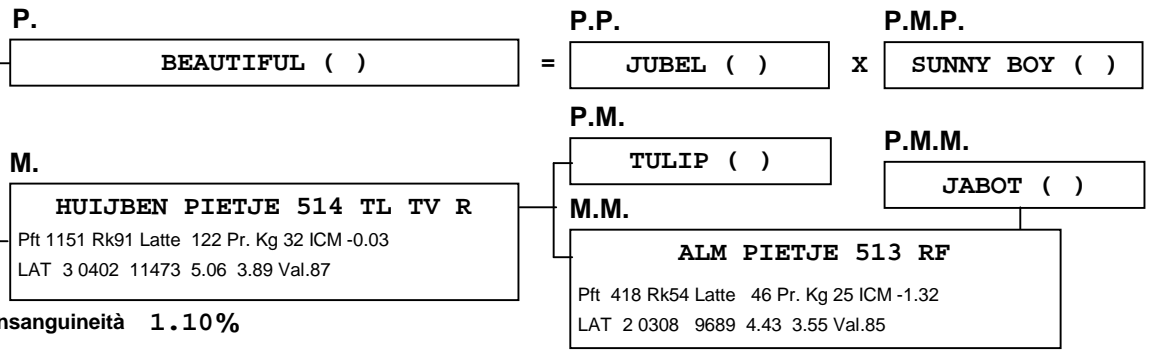 P.
P.P.
P.M.P.
BEAUTIFUL ( )
=
JUBEL ( )
X
SUNNY BOY ( )
P.M.
TULIP ( )
P.M.M.
JABOT ( )
M.
HUIJBEN PIETJE 514 TL TV R
Pft 1151 Rk91 Latte 122 Pr. Kg 32 ICM -0.03
LAT 3 0402 11473 5.06 3.89 Val.87
M.M.
ALM PIETJE 513 RF
Pft 418 Rk54 Latte 46 Pr. Kg 25 ICM -1.32
LAT 2 0308 9689 4.43 3.55 Val.85
nsanguineità 1.10%